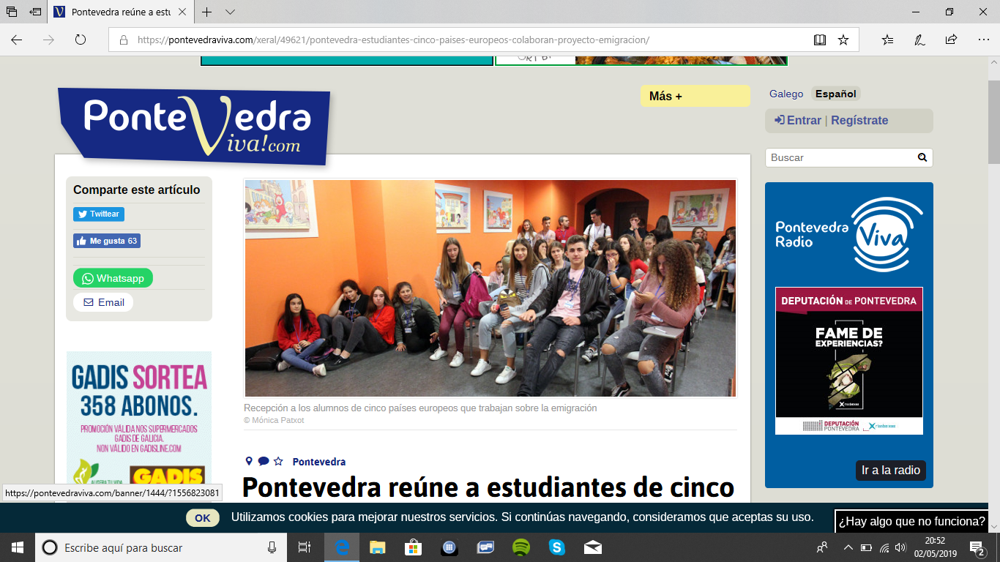 Pontevedra reúne a estu
https://pontevedraviva.com/xeral/49621/pontevedra-estudiantes-cinco-paises-europeos-colaboran-proyecto-emigracion/
PonteVedra
Viva!.com
Más +
Galego Español
Entrar | Regístrate
Buscar
Comparte este artículo
Twittear
Me gusta 63
Whatsapp
Email
GADIS SORTEA
358 ABONOS.
PROMOCIÓN VÁLIDA NOS SUPERMERCADOS
GADIS DE GALICIA.
NON VÁLIDO EN GADISLINE.COM
GADIS
Recepción a los alumnos de cinco países europeos que trabajan sobre la emigración
© Mónica Patxot
Pontevedra
Pontevedra reúne a estudiantes de cinco
Pontevedra
Radio
Viva
DEPUTACIÓN DE PONTEVEDRA
FAME DE
EXPERIENCIAS?
DEPUTACIÓN
PONTEVEDRA
Ir a la radio
https://pontevedraviva.com/banner/1444/?1556823081
OK Utilizamos cookies para mejorar nuestros servicios. Si continúas navegando, consideramos que aceptas su uso.
¿Hay algo que no funciona?
Escribe aquí para buscar
20:52
02/05/2019
2